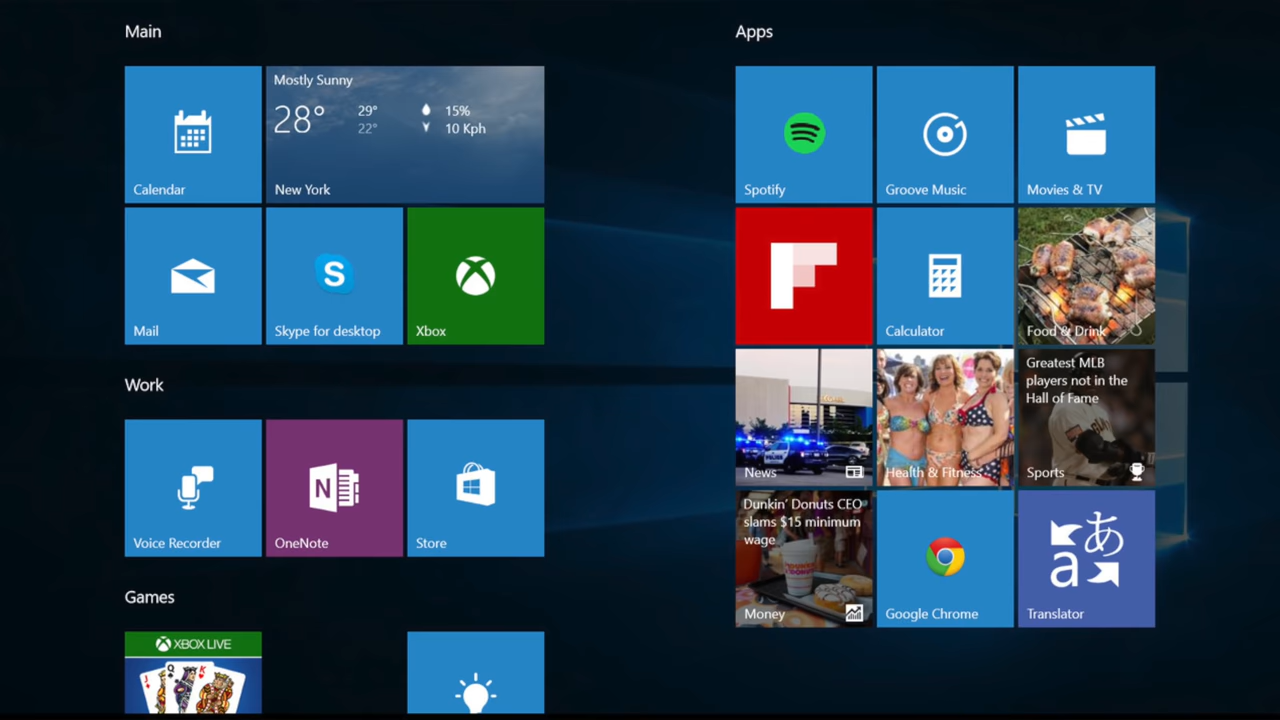 Main
Mostly Sunny
28°
29°
22°
15%
10 Kph
Calendar
New York
Mail
Skype for desktop
Xbox
Work
Voice Recorder
N
OneNote
Store
Games
XBOX LIVE
J
Q
K
Apps
Spotify
Groove Music
Movies & TV
Calculator
Food & Drink
News
Health & Fitness
Greatest MLB
players not in the
Hall of Fame
Sports
Dunkin' Donuts CEO
slams $15 minimum
wage
Money
Google Chrome
あ
a
Translator